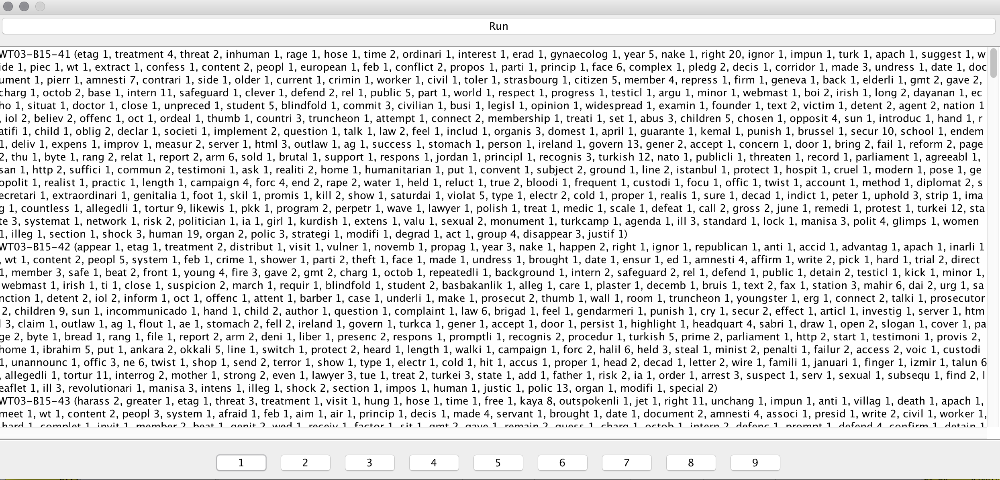 Run
WT03-B15-41 (etag 1, treatment 4, threat 2, inhuman 1, rage 1, hose 1, time 2, ordinari 1, interest 1, erad 1, gynaecolog 1, year 5, nake 1, right 20, ignor 1, impun 1, turk 1, apach 1, suggest 1, w
ide 1, piec 1, wt 1, extract 1, confess 1, content 2, peopl 1, european 1, feb 1, conflict 2, propos 1, parti 1, princip 1, face 6, complex 1, pledg 2, decis 1, corridor 1, made 3, undress 1, date 1, doc
ument 1, pierr 1, amnesti 7, contrari 1, side 1, older 1, current 1, crimin 1, worker 1, civil 1, toler 1, strasbourg 1, citizen 5, member 4, repress 1, firm 1, geneva 1, back 1, elderli 1, gmt 2, gave 2,
charg 1, octob 2, base 1, intern 11, safeguard 1, clever 1, defend 2, rel 1, public 5, part 1, world 1, respect 1, progress 1, testicl 1, argu 1, minor 1, webmast 1, boi 2, irish 1, long 2, dayanan 1, ec
ho 1, situat 1, doctor 1, close 1, unpreced 1, student 5, blindfold 1, commit 3, civilian 1, busi 1, legisl 1, opinion 1, widespread 1, examin 1, founder 1, text 2, victim 1, detent 2, agent 2, nation 1
, iol 2, believ 2, offenc 1, oct 1, ordeal 1, thumb 1, countri 3, truncheon 1, attempt 1, connect 2, membership 1, treati 1, set 1, abus 3, children 5, chosen 1, opposit 4, sun 1, introduc 1, hand 1, r
atifi 1, child 1, oblig 2, declar 1, societi 1, implement 2, question 1, talk 1, law 2, feel 1, includ 1, organis 3, domest 1, april 1, guarante 1, kemal 1, punish 1, brussel 1, secur 10, school 1, endem
1, deliv 1, expens 1, improv 1, measur 2, server 1, html 3, outlaw 1, ag 1, success 1, stomach 1, person 1, ireland 1, govern 13, gener 2, accept 1, concern 1, door 1, bring 2, fail 1, reform 2, page
2, thu 1, byte 1, rang 2, relat 1, report 2, arm 6, sold 1, brutal 1, support 1, respons 1, jordan 1, principl 1, recognis 3, turkish 12, nato 1, publicli 1, threaten 1, record 1, parliament 1, agreeabl 1,
san 1, http 2, suffici 1, commun 2, testimoni 1, ask 1, realiti 2, home 1, humanitarian 1, put 1, convent 1, subject 2, ground 1, line 2, istanbul 1, protect 1, hospit 1, cruel 1, modern 1, pose 1, ge
opolit 1, realist 1, practic 1, length 1, campaign 4, forc 4, end 2, rape 2, water 1, held 1, reluct 1, true 2, bloodi 1, frequent 1, custodi 1, focu 1, offic 1, twist 1, account 1, method 1, diplomat 2, s
ecretari 1, extraordinari 1, genitalia 1, foot 1, skil 1, promis 1, kill 2, show 1, saturdai 1, violat 5, type 1, electr 2, cold 1, proper 1, realis 1, sure 1, decad 1, indict 1, peter 1, uphold 3, strip 1, ima
g 1, countless 1, allegedli 1, tortur 9, likewis 1, pkk 1, program 2, perpetr 1, wave 1, lawyer 1, polish 1, treat 1, medic 1, scale 1, defeat 1, call 2, gross 2, june 1, remedi 1, protest 1, turkei 12, sta
te 3, systemat 1, network 1, risk 2, politician 1, ia 1, girl 1, kurdish 1, extens 1, valu 1, sexual 2, monument 1, turkcamp 1, agenda 1, ill 3, standard 1, lock 1, manisa 3, polit 4, glimps 1, women
1, illeg 1, section 1, shock 3, human 19, organ 2, polic 3, strategi 1, modifi 1, degrad 1, act 1, group 4, disappear 3, justif 1)
WT03-B15-42 (appear 1, etag 1, treatment 2, distribut 1, visit 1, vulner 1, novemb 1, propag 1, year 3, nake 1, happen 2, right 1, ignor 1, republican 1, anti 1, accid 1, advantag 1, apach 1, inarli 1
, wt 1, content 2, peopl 5, system 1, feb 1, crime 1, shower 1, parti 2, theft 1, face 1, made 1, undress 1, brought 1, date 1, ensur 1, ed 1, amnesti 4, affirm 1, write 2, pick 1, hard 1, trial 2, direct
1, member 3, safe 1, beat 2, front 1, young 4, fire 3, gave 2, gmt 2, charg 1, octob 1, repeatedli 1, background 1, intern 2, safeguard 2, rel 1, defend 1, public 1, detain 2, testicl 1, kick 1, minor 1,
webmast 1, irish 1, ti 1, close 1, suspicion 2, march 1, requir 1, blindfold 1, student 2, basbakanlik 1, alleg 1, care 1, plaster 1, decemb 1, bruis 1, text 2, fax 1, station 3, mahir 6, dai 2, urg 1, sa
nction 1, detent 2, iol 2, inform 1, oct 1, offenc 1, attent 1, barber 1, case 1, underli 1, make 1, prosecut 2, thumb 1, wall 1, room 1, truncheon 1, youngster 1, erg 1, connect 2, talki 1, prosecutor
2, children 9, sun 1, incommunicado 1, hand 1, child 2, author 1, question 1, complaint 1, law 6, brigad 1, feel 1, gendarmeri 1, punish 1, cry 1, secur 2, effect 1, articl 1, investig 1, server 1, htm
l 3, claim 1, outlaw 1, ag 1, flout 1, ae 1, stomach 2, fell 2, ireland 1, govern 1, turkca 1, gener 1, accept 1, door 1, persist 1, highlight 1, headquart 4, sabri 1, draw 1, open 2, slogan 1, cover 1, pa
ge 2, byte 1, bread 1, rang 1, file 1, report 2, arm 2, deni 1, liber 1, presenc 2, respons 1, promptli 1, recognis 2, procedur 1, turkish 5, prime 2, parliament 1, http 2, start 1, testimoni 1, provis 2,
home 1, ibrahim 5, put 1, ankara 2, okkali 5, line 1, switch 1, protect 2, heard 1, length 1, walki 1, campaign 1, forc 2, halil 6, held 3, steal 1, minist 2, penalti 1, failur 2, access 2, voic 1, custodi
1, unannounc 1, offic 3, ne 6, twist 1, shop 1, send 2, terror 1, show 1, type 1, electr 1, cold 1, hit 1, accus 1, proper 1, head 2, decad 1, letter 2, wire 1, famili 1, januari 1, finger 1, izmir 1, talun 6
, allegedli 1, tortur 11, interrog 2, mother 1, strong 2, even 1, lawyer 3, tue 1, treat 2, turkei 3, state 1, add 1, father 1, risk 2, ia 1, order 1, arrest 3, suspect 1, serv 1, sexual 1, subsequ 1, find 2, l
eaflet 1, ill 3, revolutionari 1, manisa 3, intens 1, illeg 1, shock 2, section 1, impos 1, human 1, justic 1, polic 13, organ 1, modifi 1, special 2)
WT03-B15-43 (harass 2, greater 1, etag 1, threat 3, treatment 1, visit 1, hung 1, hose 1, time 1, free 1, kaya 8, outspokenli 1, jet 1, right 11, unchang 1, impun 1, anti 1, villag 1, death 1, apach 1,
meet 1, wt 1, content 2, peopl 3, system 1, afraid 1, feb 1, aim 1, air 1, princip 1, decis 1, made 4, servant 1, brought 1, date 1, document 2, amnesti 4, associ 1, presid 1, write 2, civil 1, worker 1,
hard 1, complet 1, invit 1, member 2, beat 1, genit 2, wed 1, receiv 1, factor 1, sit 1, gmt 2, gave 1, remain 2, guess 1, charg 1, octob 1, intern 2, defenc 1, prompt 1, defend 4, confirm 1, detain 1
1
2
3
4
5
6
7
8
9